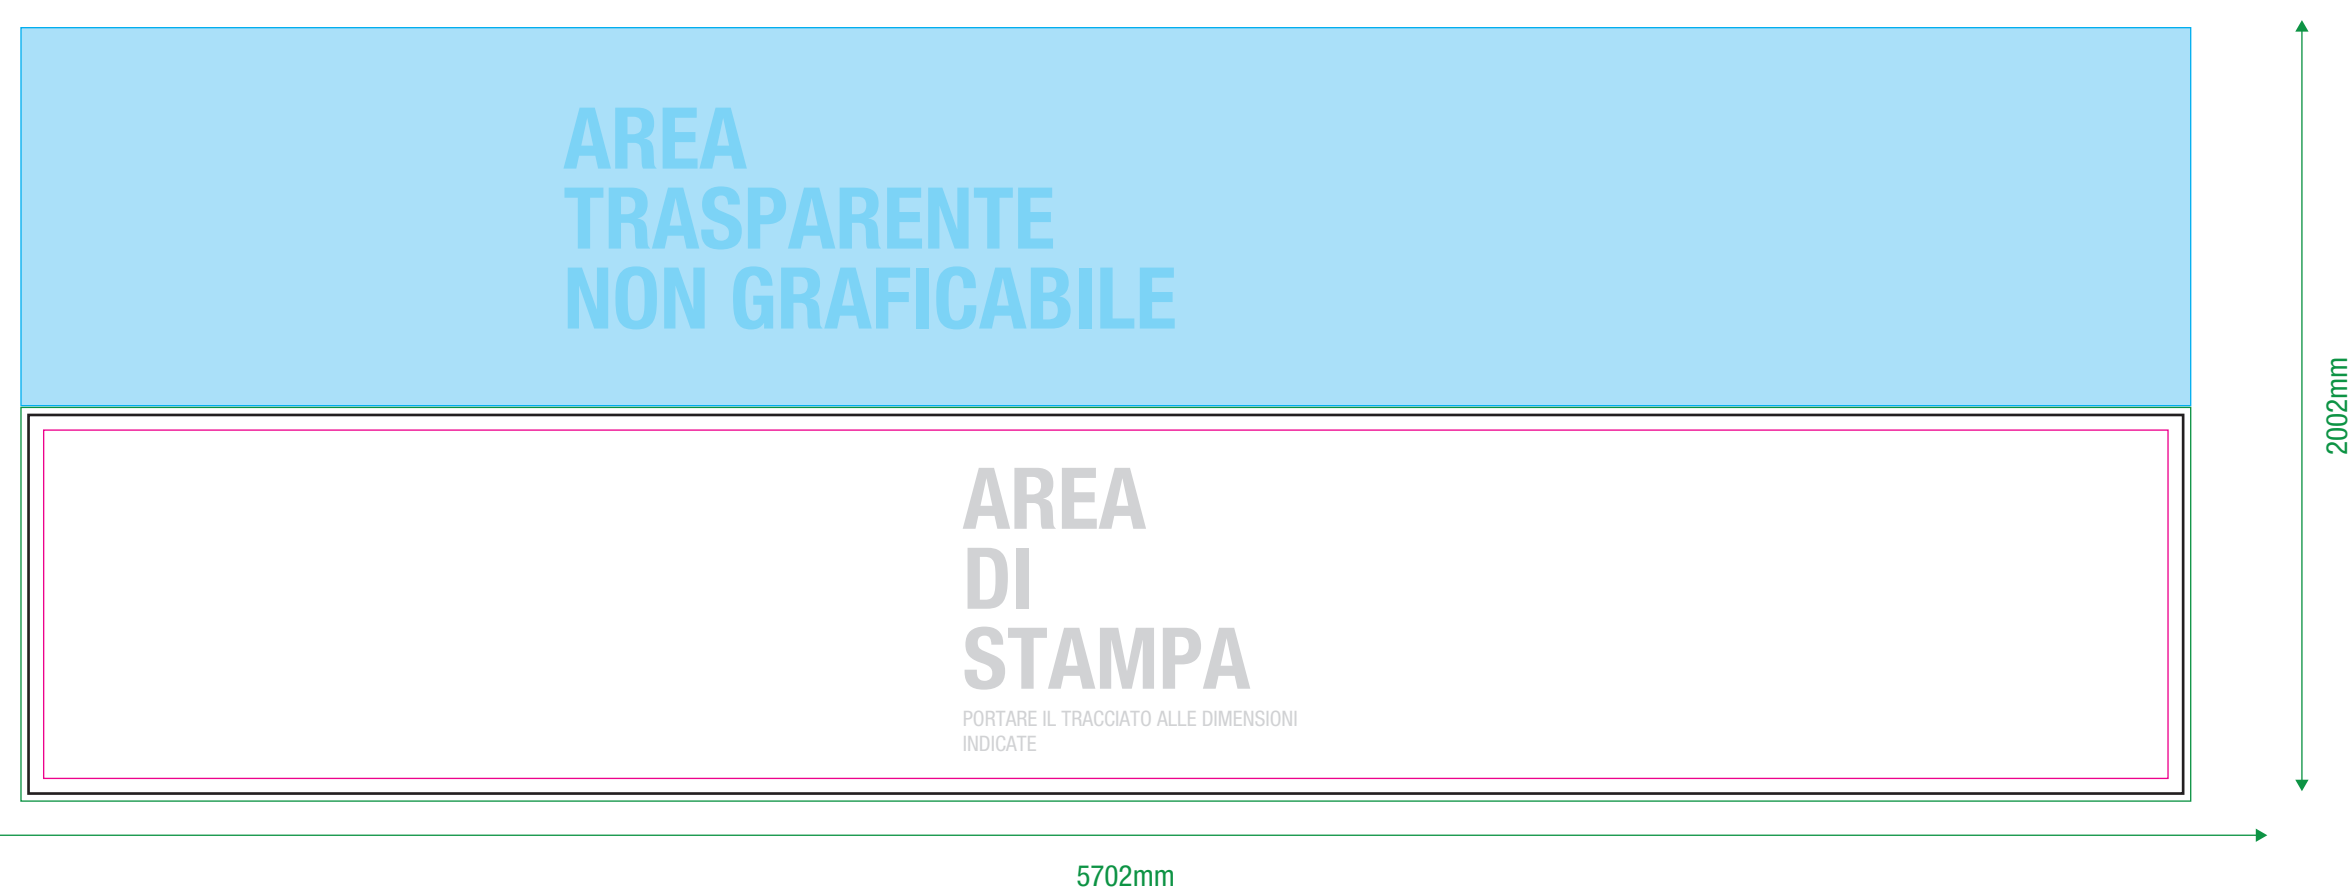 AREA
TRASPARENTE
NON GRAFICABILE
2002mm
AREA
DI
STAMPA
PORTARE IL TRACCIATO ALLE DIMENSIONI
INDICATE
5702mm